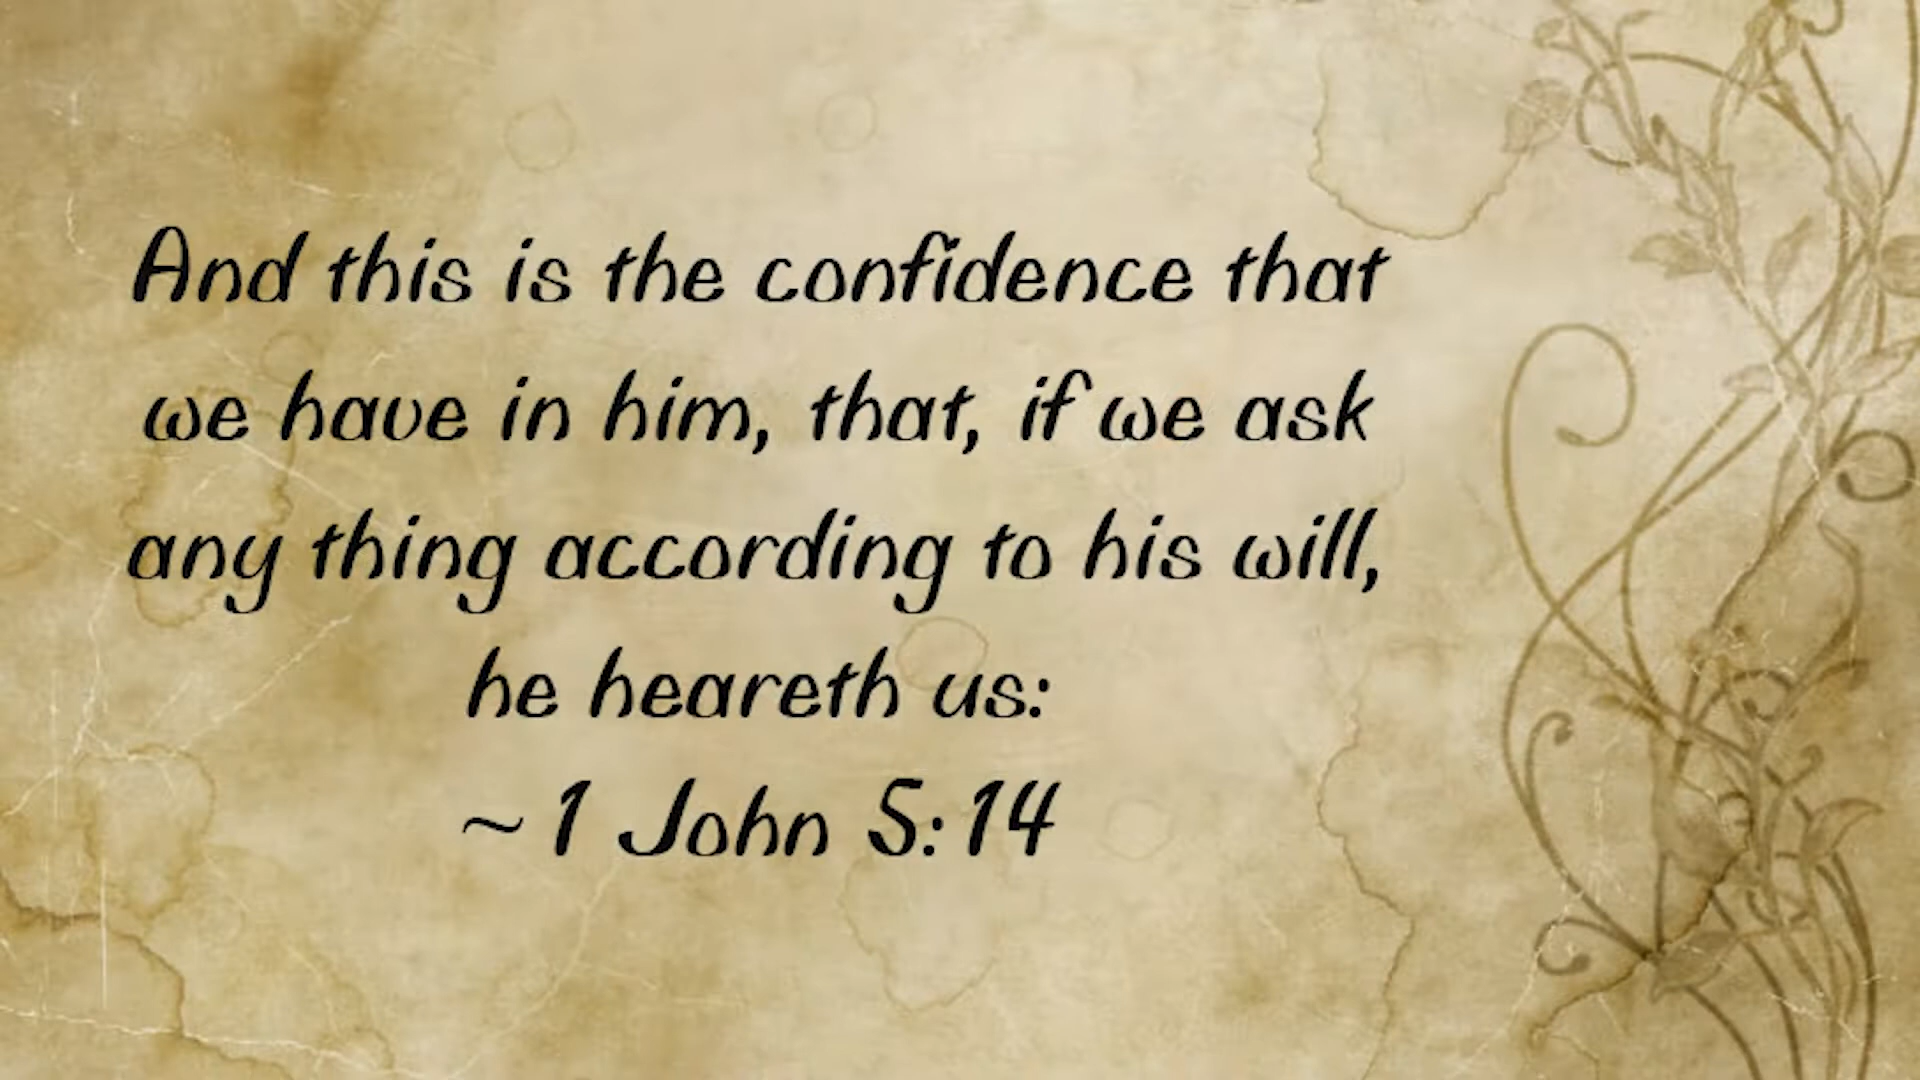 And this is the confidence that
we have in him, that, if we ask
any thing according to his will,
he heareth us:
~ 1 John 5:14